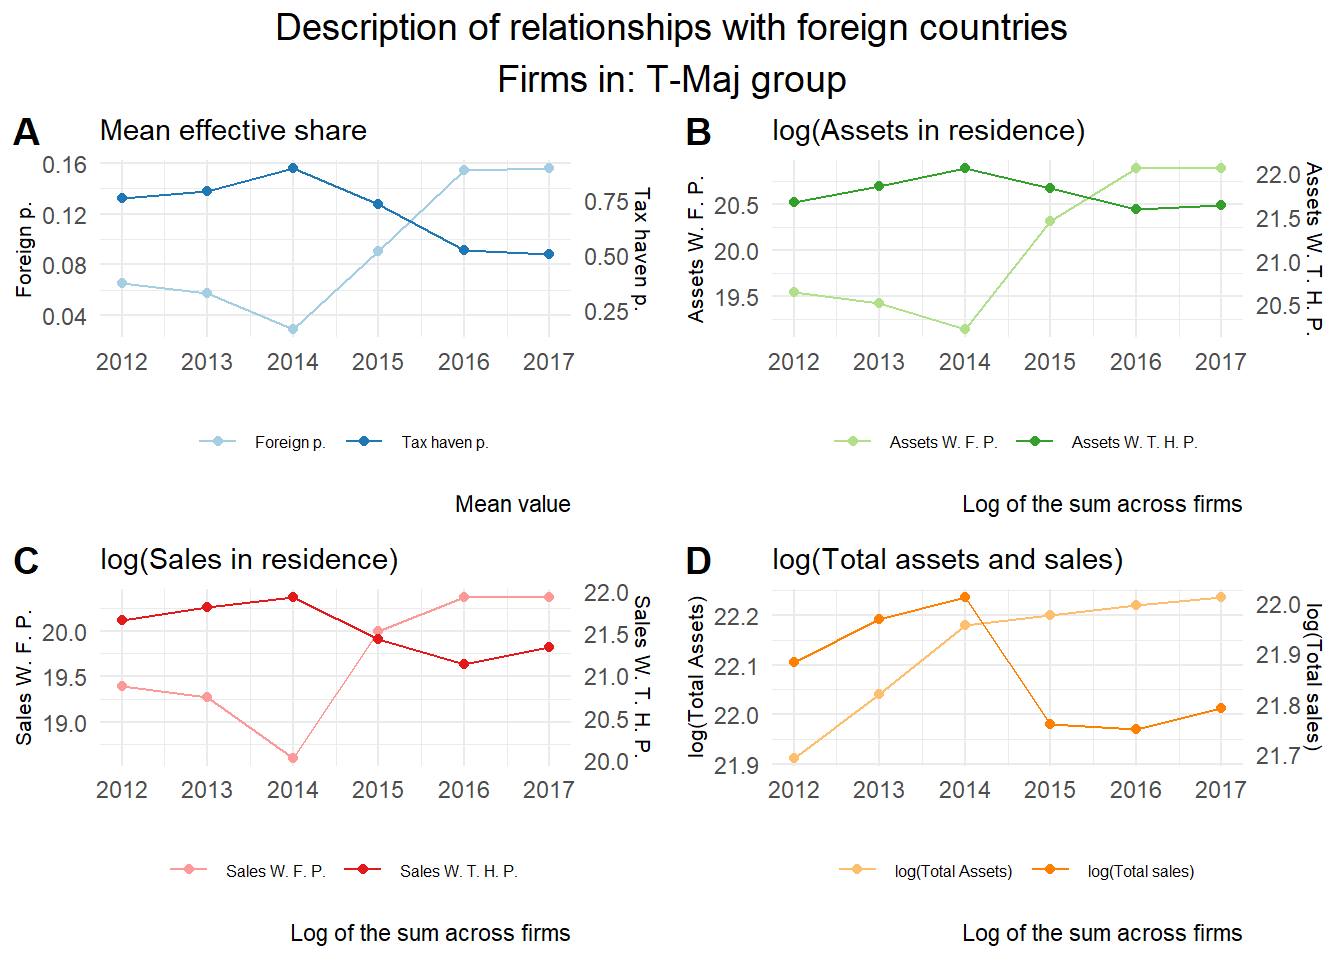 Description of relationships with foreign countries
Firms in: T-Maj group
A
Mean effective share
0.16
0.12
0.08
0.04
Foreign p.
0.75
0.50
0.25
Tax haven p.
2012 2013 2014 2015 2016 2017
Foreign p. Tax haven p.
Mean value
B
log(Assets in residence)
20.5
20.0
19.5
Assets W. F. P.
22.0
21.5
21.0
20.5
Assets W. T. H. P.
2012 2013 2014 2015 2016 2017
Assets W. F. P. Assets W. T. H. P.
Log of the sum across firms
C
log(Sales in residence)
20.0
19.5
19.0
Sales W. F. P.
22.0
21.5
21.0
20.5
20.0
Sales W. T. H. P.
2012 2013 2014 2015 2016 2017
Sales W. F. P. Sales W. T. H. P.
Log of the sum across firms
D
log(Total assets and sales)
22.2
22.1
22.0
21.9
log(Total Assets)
22.0
21.9
21.8
21.7
log(Total sales)
2012 2013 2014 2015 2016 2017
log(Total Assets) log(Total sales)
Log of the sum across firms